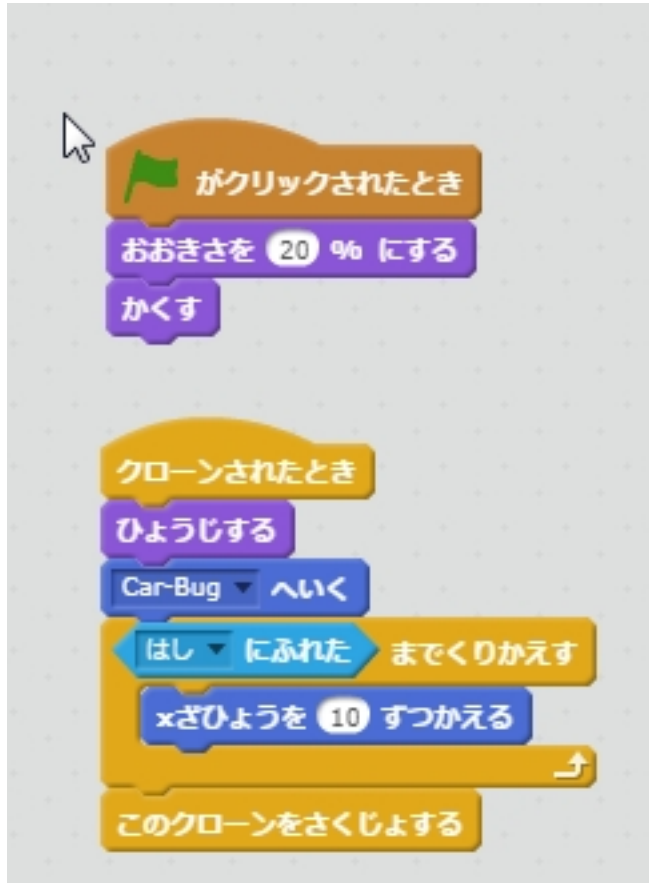 がクリックされたとき
おおきさを 20 % にする
かくす
クローンされたとき
ひょうじする
Car-Bug へいく
はし にふれた までくりかえす
xざひょうを 10 ずつかえる
このクローンをさくじょする